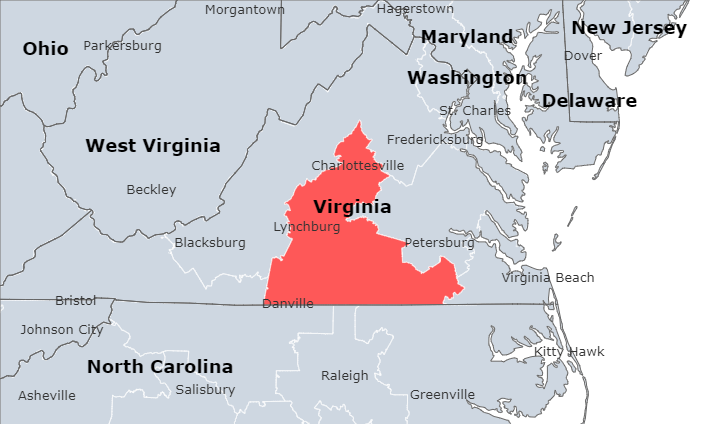 Morgantown
Hagerstown
New Jersey
Maryland
Ohio
Parkersburg
Dover
Washington
Delaware
St. Charles
West Virginia
Fredericksburg
Charlottesville
Beckley
Virginia
Lynchburg
Blacksburg
Petersburg
Virginia Beach
Bristol
Danville
Johnson City
Kitty Hawk
North Carolina
Raleigh
Salisbury
Asheville
Greenville